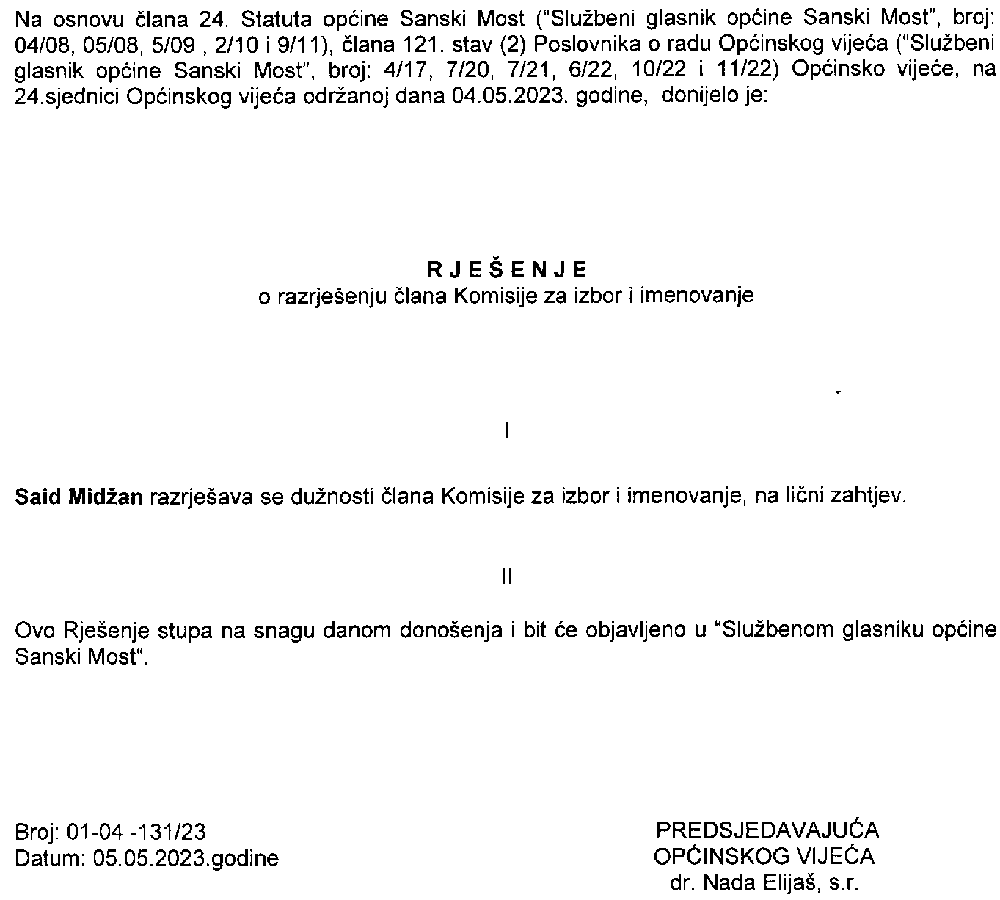 Na osnovu člana 24. Statuta općine Sanski Most (“Službeni glasnik općine Sanski Most”, broj:
04/08, 05/08, 5/09 , 2/10 i 9/11), člana 121. stav (2) Poslovnika o radu Općinskog vijeća (“Službeni
glasnik općine Sanski Most”, broj: 4/17, 7/20, 7/21, 6/22, 10/22 i 11/22) Općinsko vijeće, na
24.sjednici Općinskog vijeća održanoj dana 04.05.2023. godine, donijelo je:
R J E Š E N J E
o razrješenju člana Komisije za izbor i imenovanje
I
Said Midžan razrješava se dužnosti člana Komisije za izbor i imenovanje, na lični zahtjev.
II
Ovo Rješenje stupa na snagu danom donošenja i bit će objavljeno u “Službenom glasniku općine
Sanski Most“.
Broj: 01-04 -131/23
Datum: 05.05.2023.godine
PREDSJEDAVAJUĆA
OPĆINSKOG VIJEĆA
dr. Nada Elijaš, s.r.